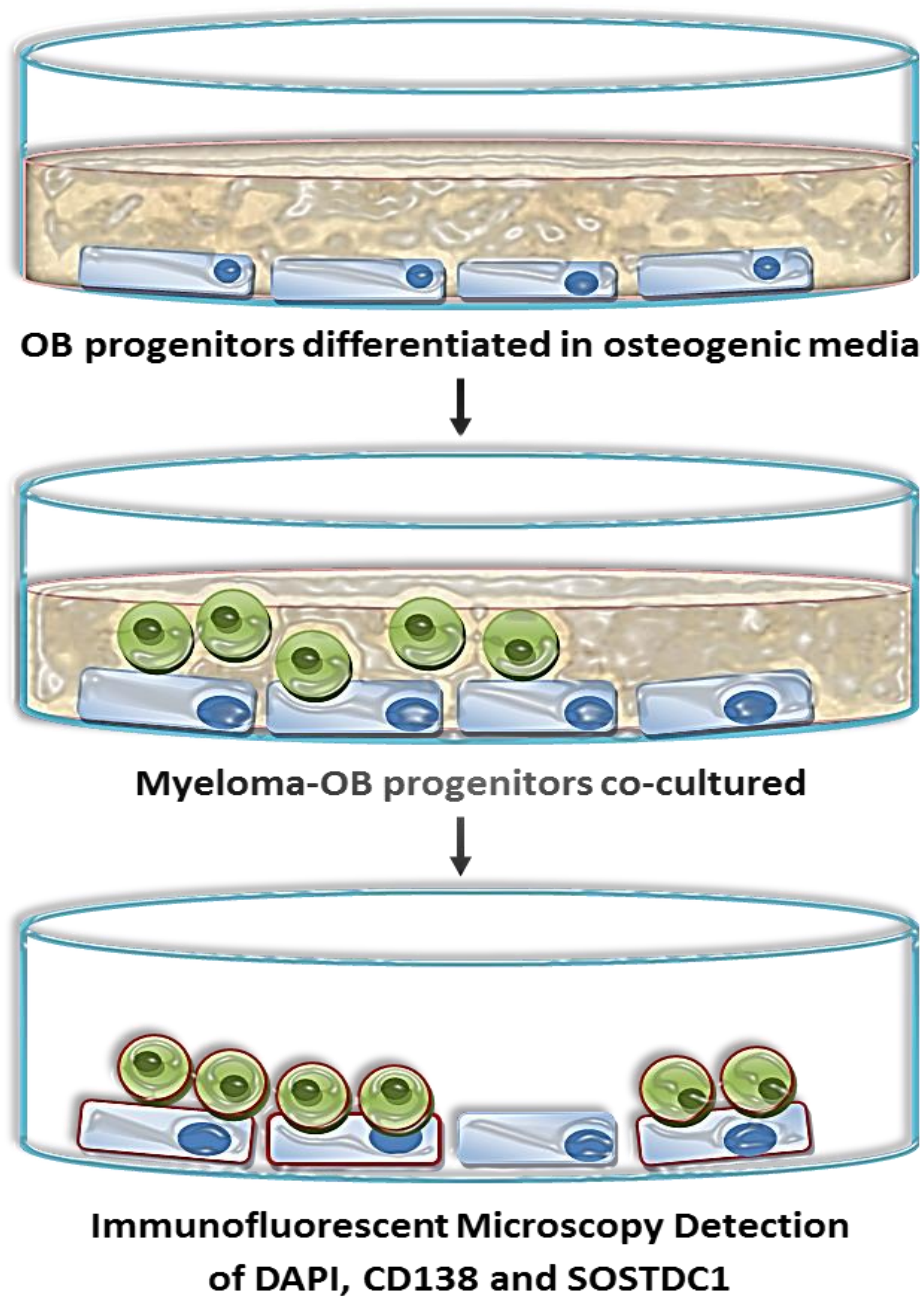 OB progenitors differentiated in osteogenic media
Myeloma-OB progenitors co-cultured
Immunofluorescent Microscopy Detection
of DAPI, CD138 and SOSTDC1